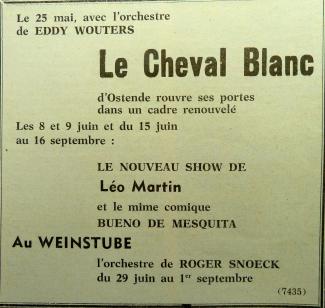 Le 25 mai, avec l'orchestre
de EDDY WOUTERS
Le Cheval Blanc
d'Ostende rouvre ses portes
dans un cadre renouvelé
Les 8 et 9 juin et du 15 juin
au 16 septembre :
LE NOUVEAU SHOW DE
Léo Martin
et le mime comique
BUENO DE MESQUITA
Au WEINSTUBE
l'orchestre de ROGER SNOECK
du 29 juin au 1er septembre
(7435)